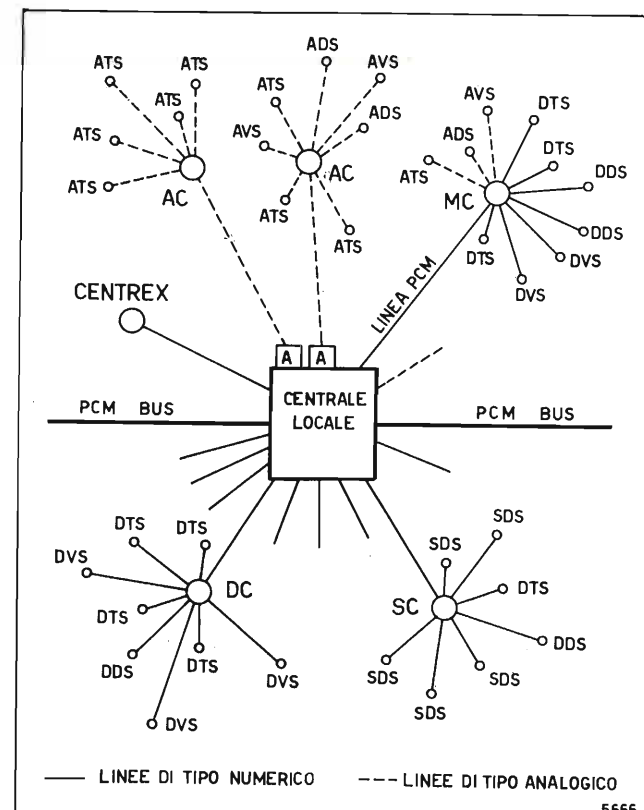 ATS
ATS
ATS
ATS
ATS
AC
ADS
AVS
ATS
ADS
AVS
AC
ATS
ATS
AVS
DTS
ADS
DTS
ATS
DDS
MC
DTS
DDS
DVS
DVS
LINEA PCM
CENTREX
A
A
CENTRALE
LOCALE
PCM BUS
PCM BUS
DTS
DTS
DVS
DC
DTS
DTS
DDS
DVS
DVS
SDS
SDS
DTS
SC
DDS
SDS
SDS
SDS
LINEE DI TIPO NUMERICO
LINEE DI TIPO ANALOGICO
5665